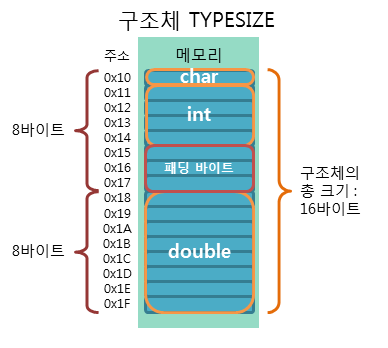 구조체 TYPESIZE
주소
메모리
0x10
0x11
0x12
0x13
0x14
0x15
0x16
0x17
0x18
0x19
0x1A
0x1B
0x1C
0x1D
0x1E
0x1F
char
int
패딩 바이트
double
8바이트
8바이트
구조체의
총 크기 :
16바이트